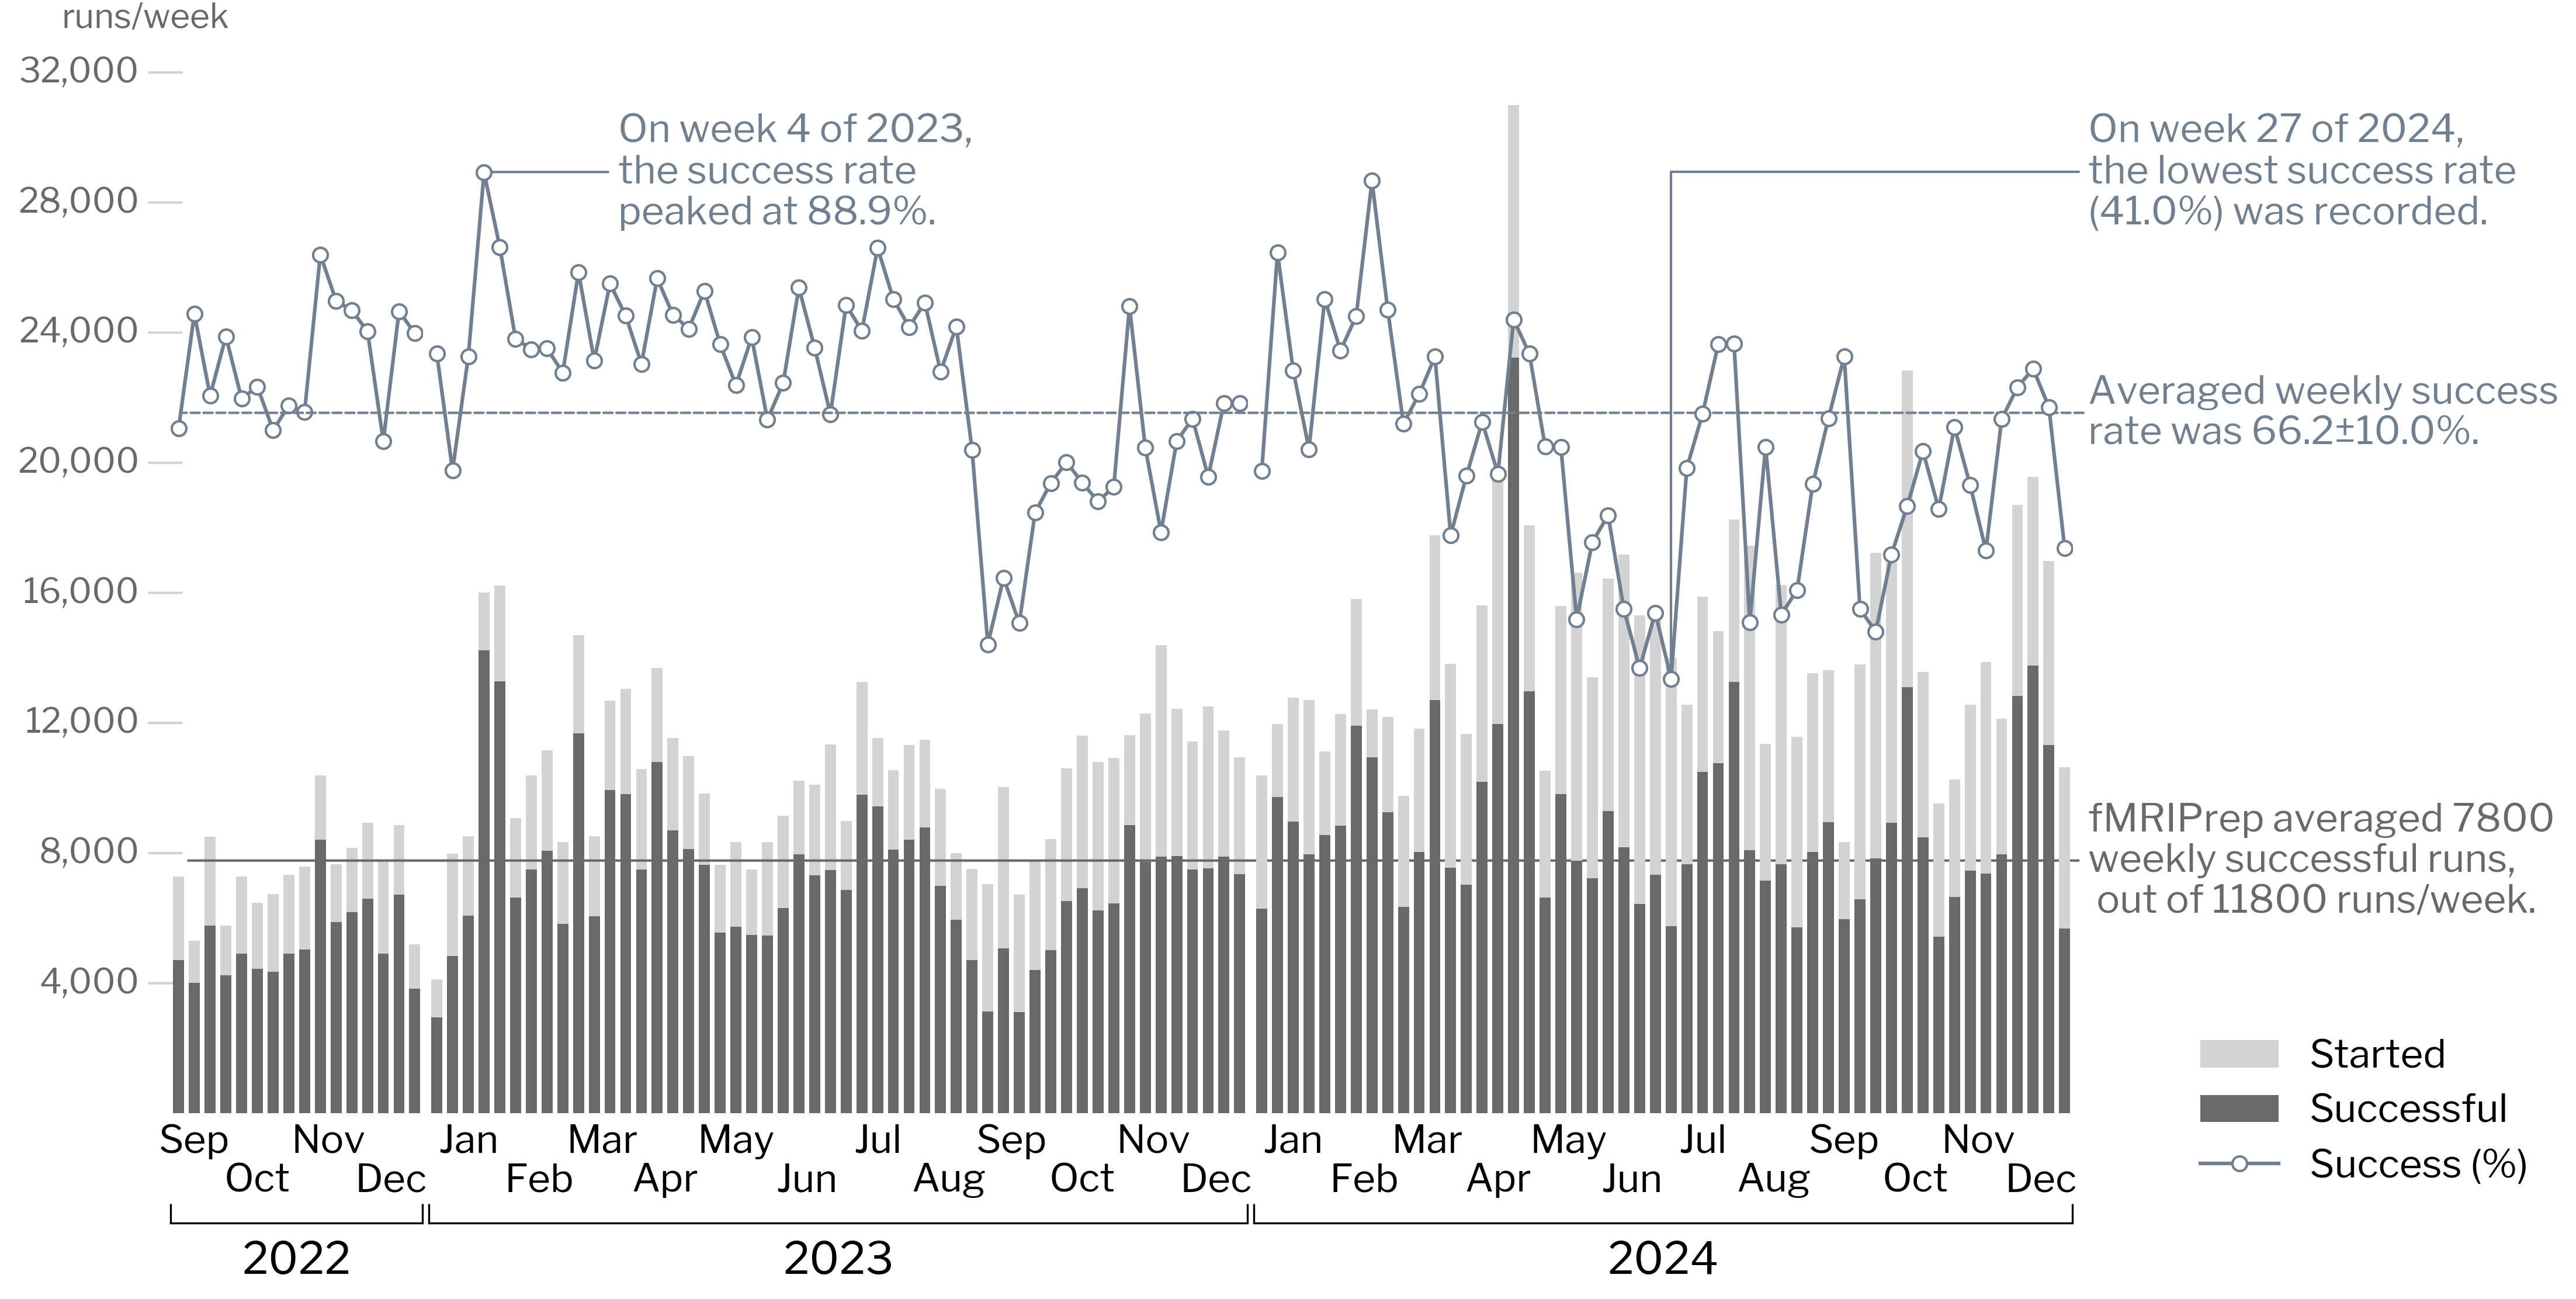 runs/week
32,000
28,000
24,000
20,000
16,000
12,000
8,000
4,000
On week 4 of 2023,
the success rate
peaked at 88.9%.
On week 27 of 2024,
the lowest success rate
(41.0%) was recorded.
Averaged weekly success
rate was 66.2±10.0%.
fMRIPrep averaged 7800
weekly successful runs,
out of 11800 runs/week.
Started
Successful
Success (%)
Sep Nov Jan Mar May Jul Sep Nov Jan Mar May Jul Sep Nov
Oct Dec Feb Apr Jun Aug Oct Dec Feb Apr Jun Aug Oct Dec
2022 2023 2024